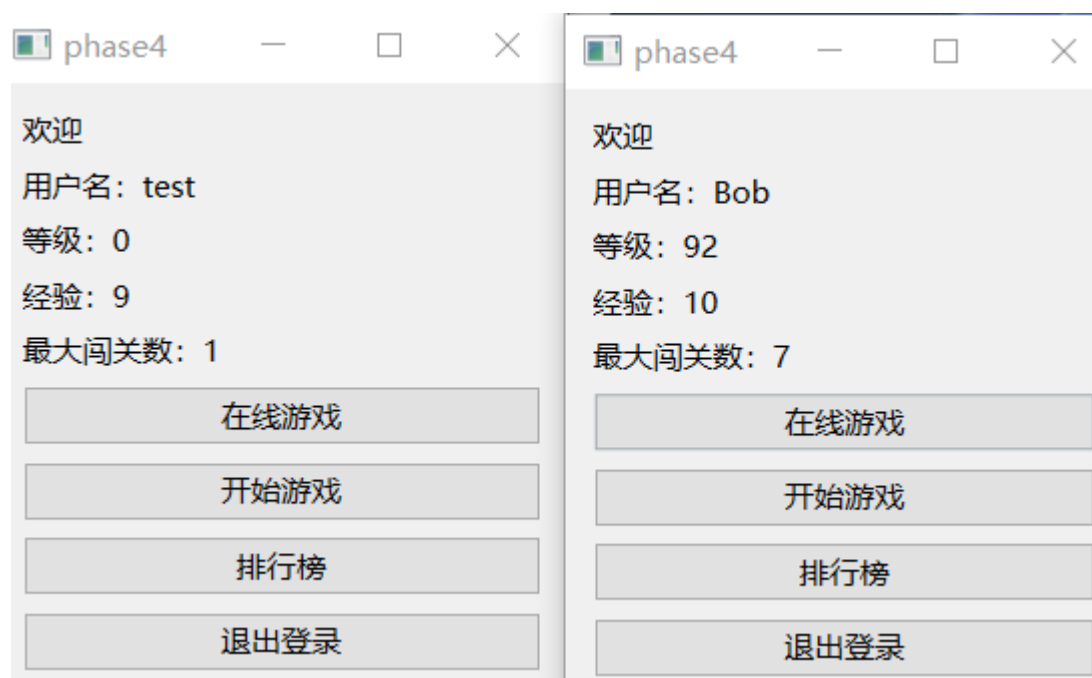 phase4
欢迎
用户名：test
等级：0
经验：9
最大闯关数：1
在线游戏
开始游戏
排行榜
退出登录
phase4
欢迎
用户名：Bob
等级：92
经验：10
最大闯关数：7
在线游戏
开始游戏
排行榜
退出登录